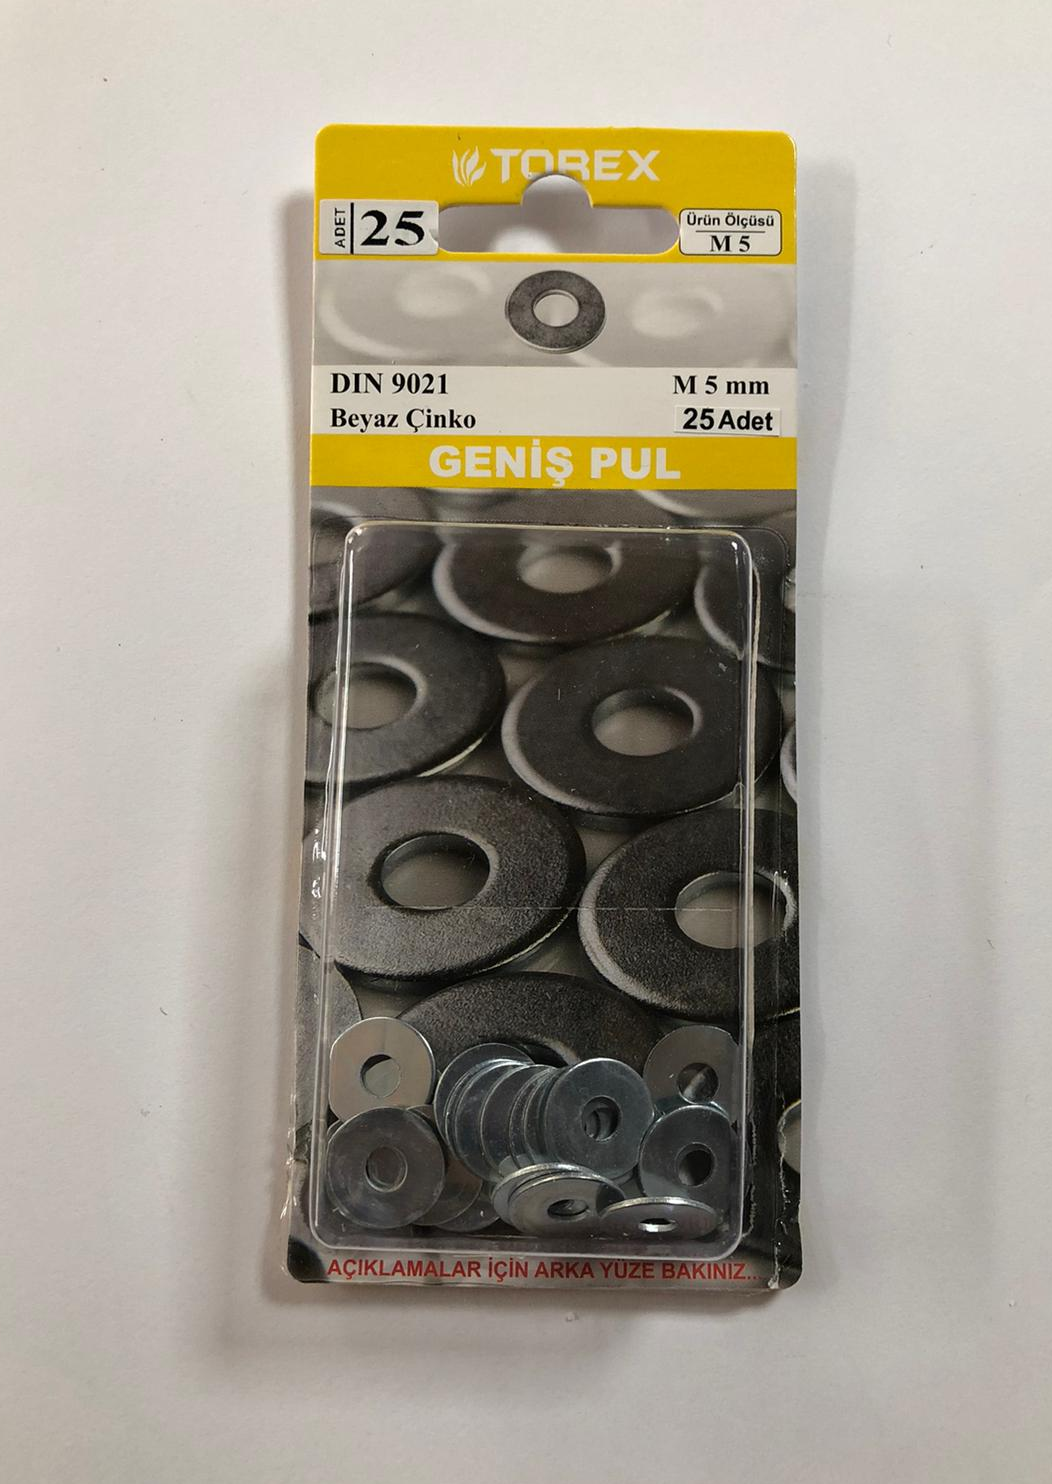 TOREX
ADET 25
Ürün Ölçüsü
M 5
DIN 9021
M 5 mm
Beyaz Çinko
25 Adet
GENİŞ PUL
AÇIKLAMALAR İÇİN ARKA YÜZE BAKINIZ...